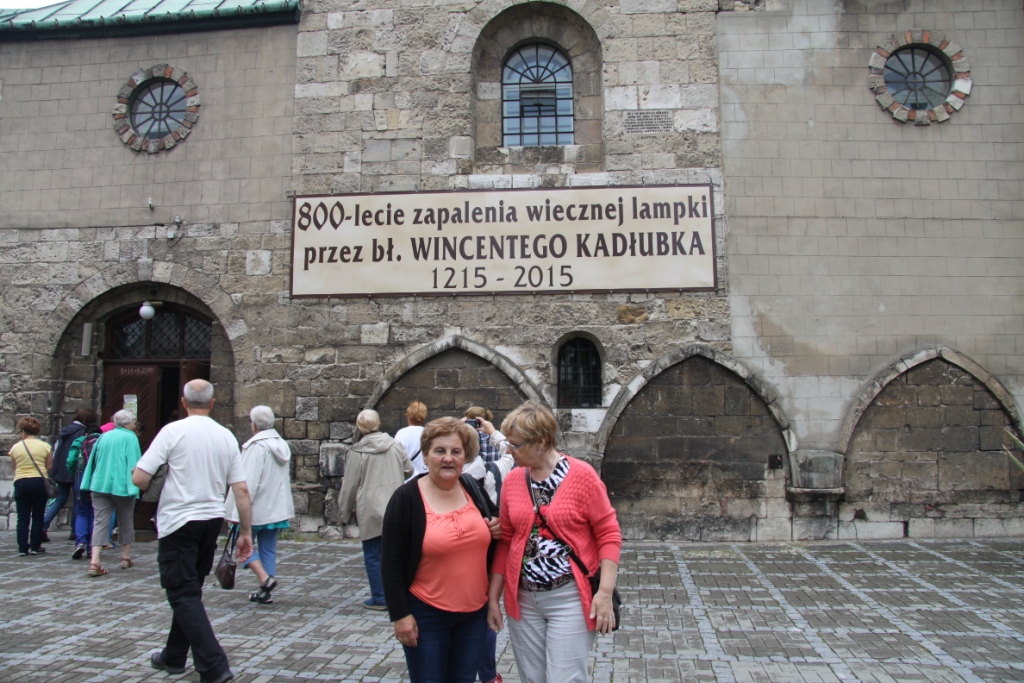 800-lecie zapalenia wiecznej lampki
przez bł. WINCENTEGO KADŁUBKA
1215 - 2015